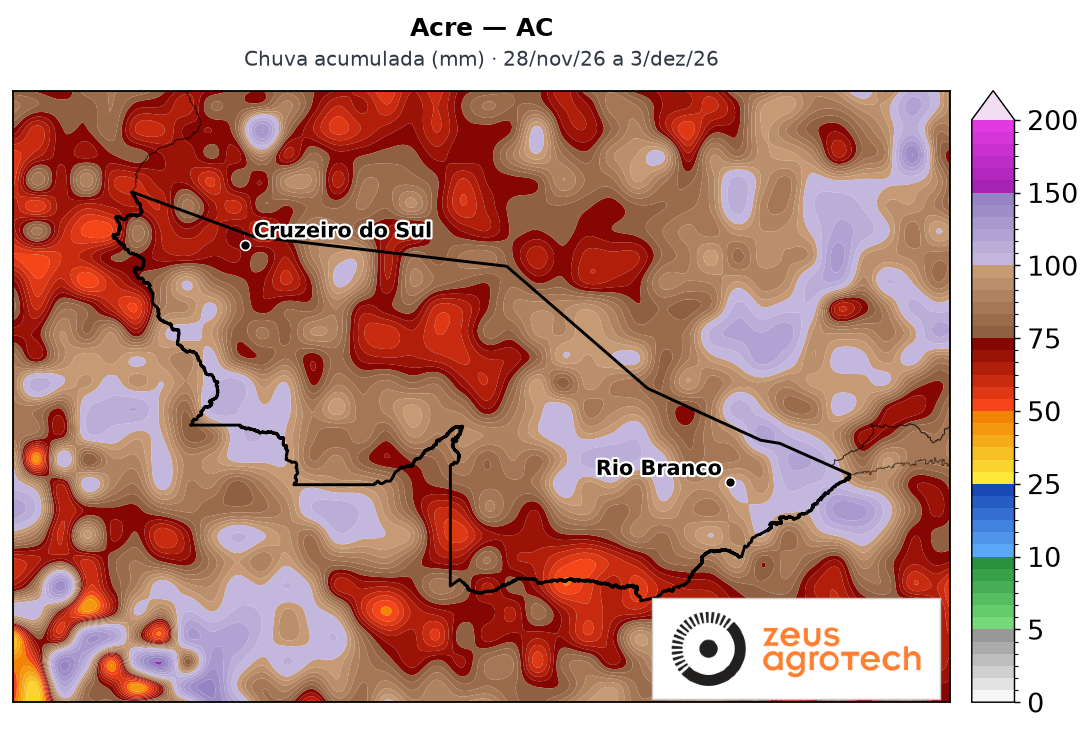 Acre — AC
Chuva acumulada (mm) · 28/nov/26 a 3/dez/26
Cruzeiro do Sul
Rio Branco
200
150
100
75
50
25
10
5
0
zeus
agrotech